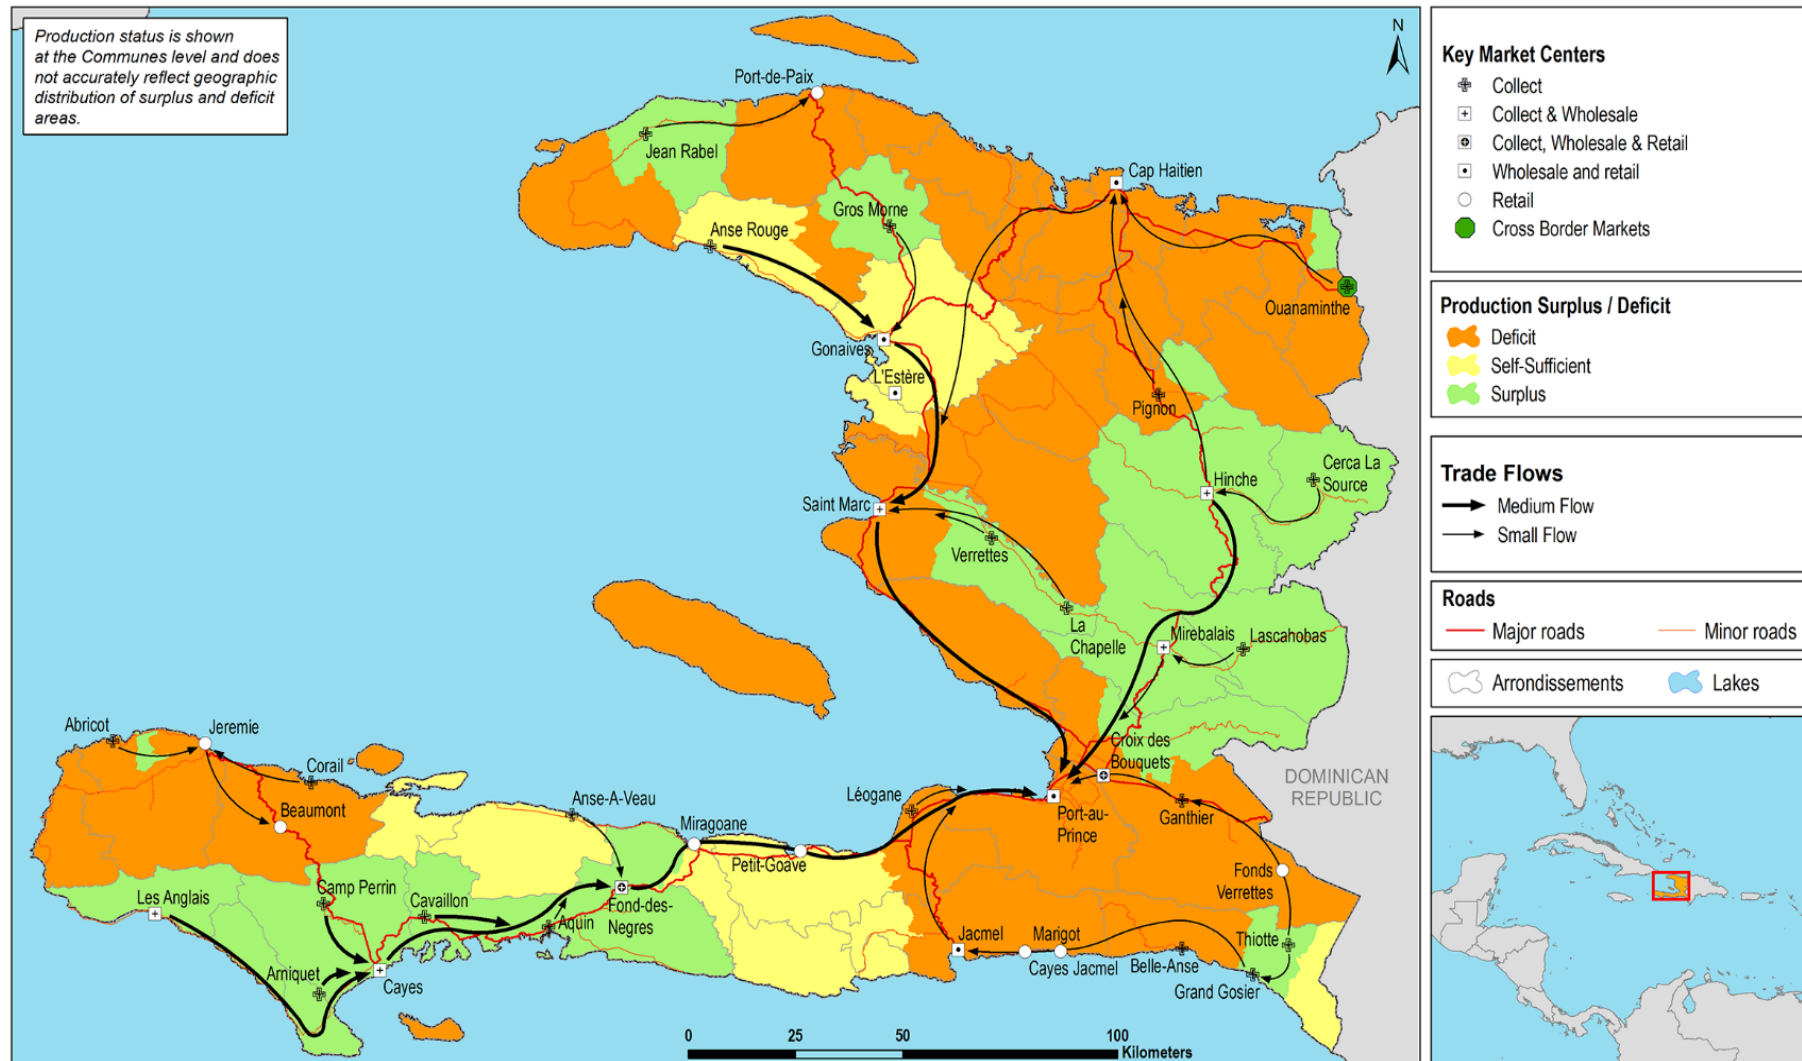 Production status is shown
at the Communes level and does
not accurately reflect geographic
distribution of surplus and deficit
areas.
N
Port-de-Paix
Jean Rabel
Cap Haitien
Gros Morne
Anse Rouge
Ouanaminthe
Gonaives
L'Estère
Pignon
Cerca La
Source
Hinche
Saint Marc
Verrettes
La
Chapelle
Mirebalais
Lascahobas
Abricot
Jeremie
Corail
Croix des
Bouquets
DOMINICAN
REPUBLIC
Beaumont
Anse-A-Veau
Léogane
Miragoane
Port-au-
Prince
Ganthier
Petit-Goave
Fonds
Verrettes
Camp Perrin
Les Anglais
Cavaillon
Fond-des-
Negres
Aquin
Jacmel
Marigot
Thiotte
Cayes Jacmel
Belle-Anse
Arniquet
Cayes
Grand Gosier
0
25
50
100
Kilometers
Key Market Centers
Collect
Collect & Wholesale
Collect, Wholesale & Retail
Wholesale and retail
Retail
Cross Border Markets
Production Surplus / Deficit
Deficit
Self-Sufficient
Surplus
Trade Flows
Medium Flow
Small Flow
Roads
Major roads
Minor roads
Arrondissements
Lakes